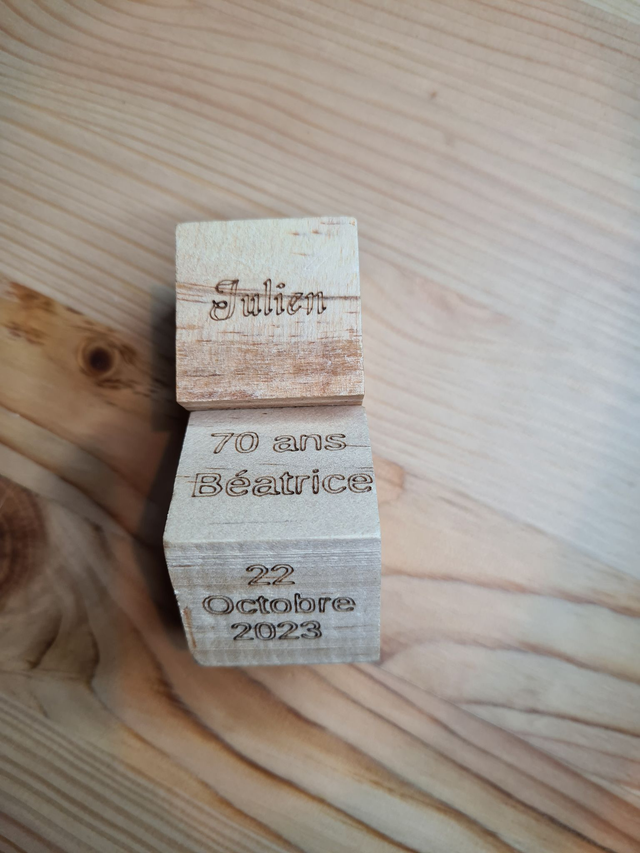 Julien
70 ans
Béatrice
22
Octobre
2023